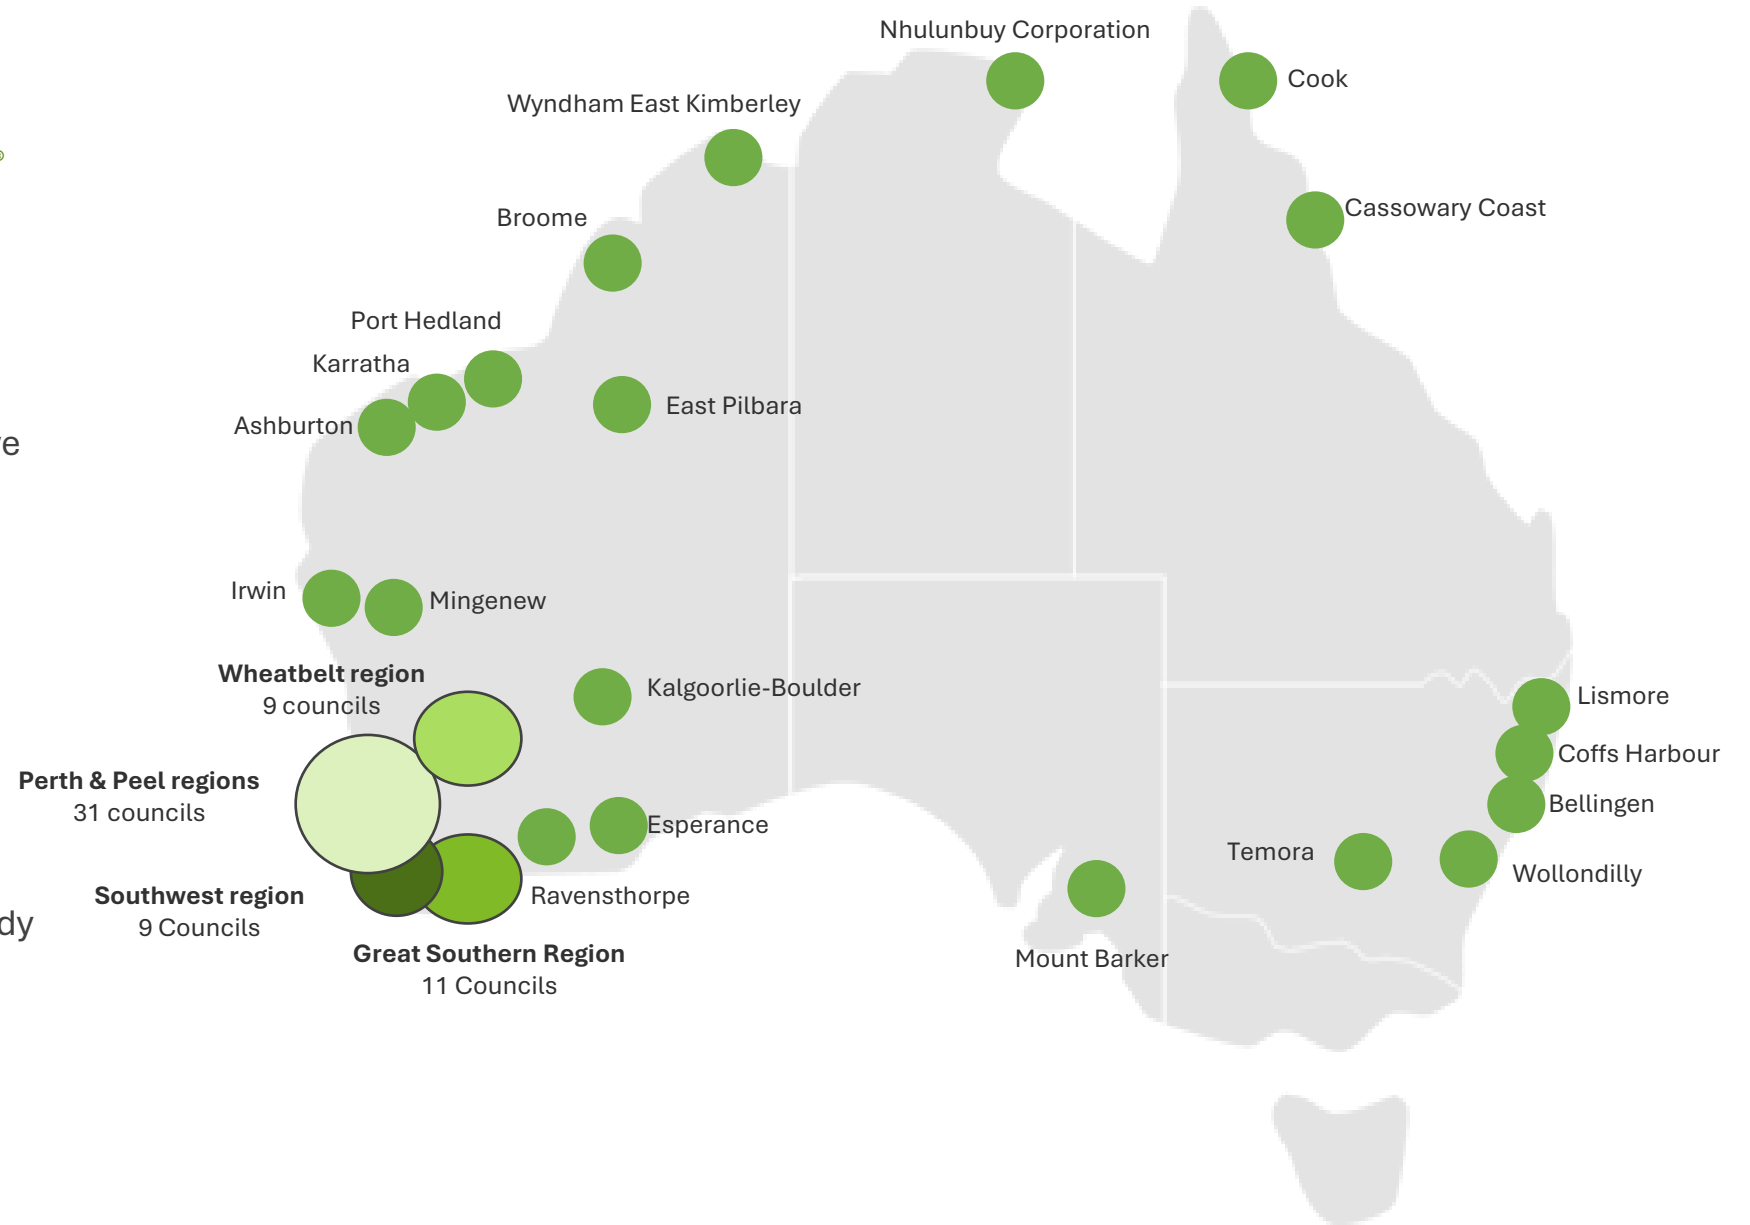 Nhulunbuy Corporation
Cook
Wyndham East Kimberley
Cassowary Coast
Broome
Port Hedland
Karratha
East Pilbara
Ashburton
Irwin
Mingenew
Wheatbelt region
9 councils
Kalgoorlie-Boulder
Lismore
Coffs Harbour
Perth & Peel regions
31 councils
Bellingen
Esperance
Temora
Wollondilly
Southwest region
9 Councils
Ravensthorpe
dy
Great Southern Region
11 Councils
Mount Barker